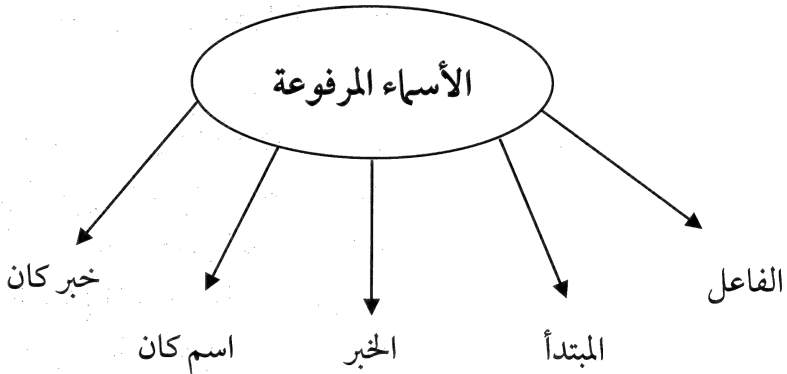 الأسماء المرفوعة
الفاعل
المبتدأ
الخبر
اسم كان
خبر كان